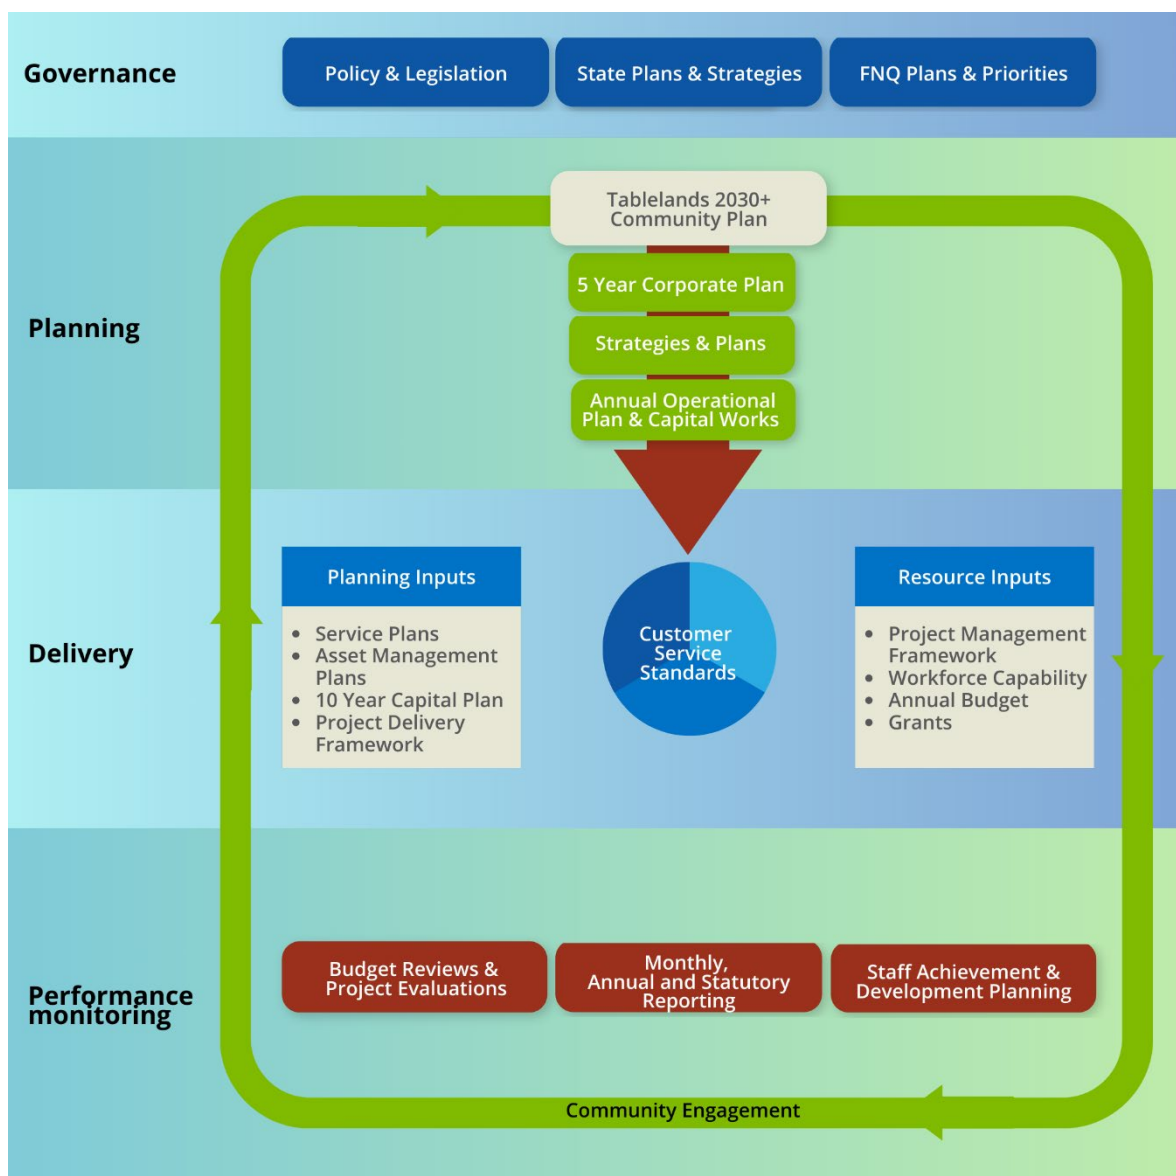 Governance
Policy & Legislation
State Plans & Strategies
FNQ Plans & Priorities
Planning
Tablelands 2030+
Community Plan
5 Year Corporate Plan
Strategies & Plans
Annual Operational
Plan & Capital Works
Delivery
Planning Inputs
• Service Plans
• Asset Management
Plans
• 10 Year Capital Plan
• Project Delivery
Framework
Customer
Service
Standards
Resource Inputs
• Project Management
Framework
• Workforce Capability
• Annual Budget
• Grants
Performance
monitoring
Budget Reviews &
Project Evaluations
Monthly,
Annual and Statutory
Reporting
Staff Achievement &
Development Planning
Community Engagement